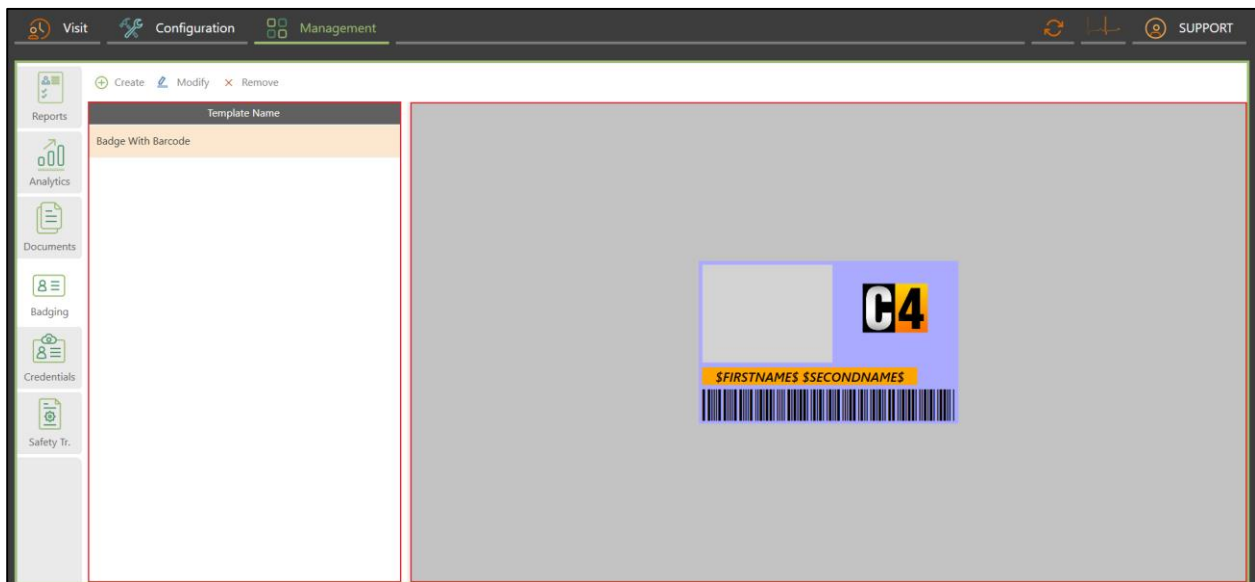 Visit Configuration Management SUPPORT
Reports
Analytics
Documents
Badging
Credentials
Safety Tr.
Create Modify Remove
Template Name
Badge With Barcode
C4
$FIRSTNAME$ $SECONDNAME$